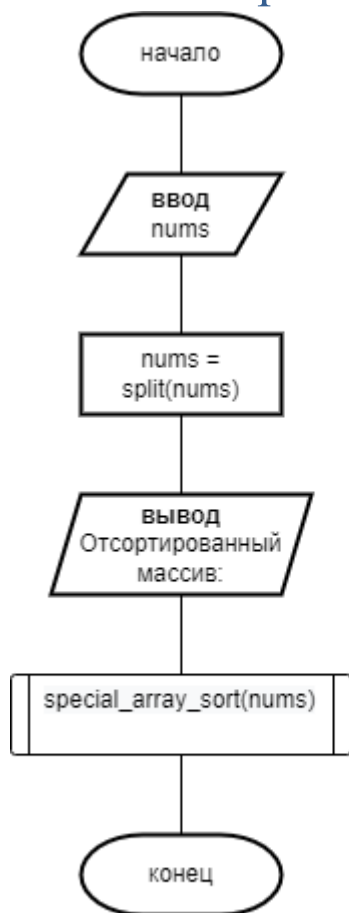 начало
ввод
nums
nums =
split(nums)
вывод
Отсортированный
массив:
special_array_sort(nums)
конец